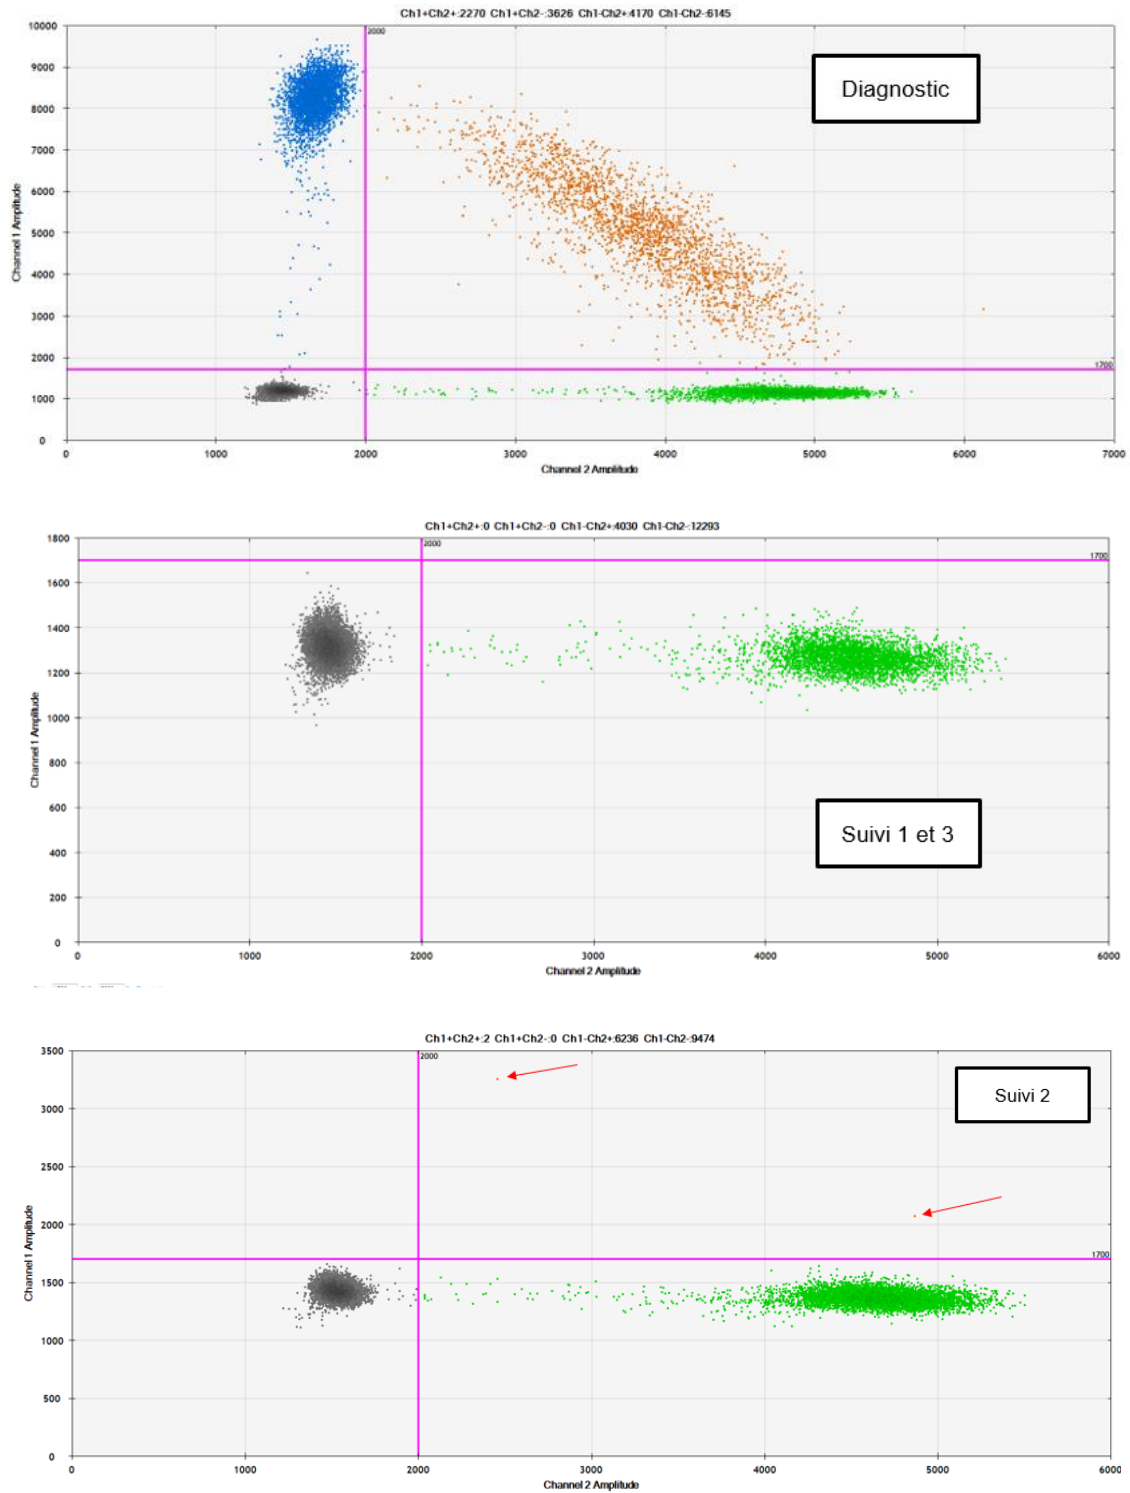 Ch1+Ch2+:2270 Ch1+Ch2-:3626 Ch1-Ch2+:4170 Ch1-Ch2-:6145
10000
2000
9000
Diagnostic
8000
7000
6000
5000
4000
3000
2000
1700
1000
0
0 1000 2000 3000 4000 5000 6000 7000
Channel 1 Amplitude
Channel 2 Amplitude
Ch1+Ch2+:0 Ch1+Ch2-:0 Ch1-Ch2+:4030 Ch1-Ch2-:12293
1800
2000
1700
1600
1400
1200
1000
800
600
Suivi 1 et 3
400
200
0
0 1000 2000 3000 4000 5000 6000
Channel 1 Amplitude
Channel 2 Amplitude
Ch1+Ch2+:2 Ch1+Ch2-:0 Ch1-Ch2+:6236 Ch1-Ch2-:9474
3500
2000
Suivi 2
3000
2500
2000
1700
1500
1000
500
0
0 1000 2000 3000 4000 5000 6000
Channel 1 Amplitude
Channel 2 Amplitude